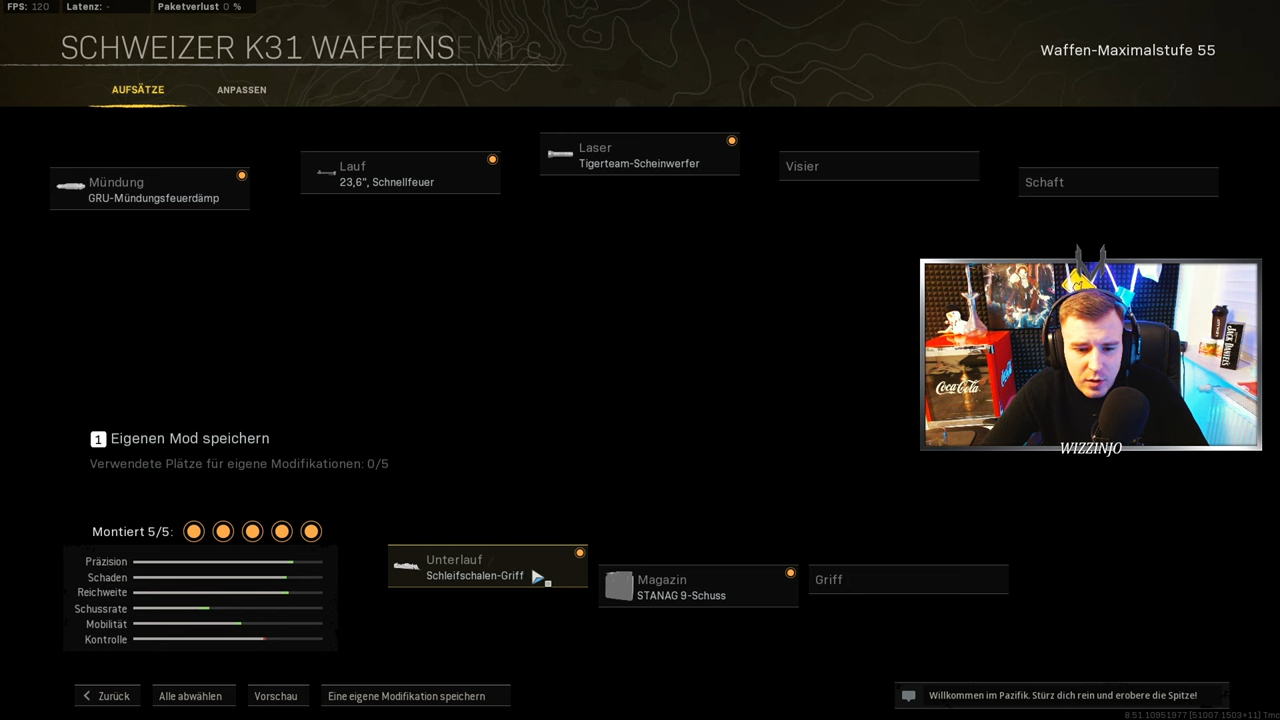 FPS: 120 Latenz: - Paketverlust 0 %
SCHWEIZER K31 WAFFENS
Waffen-Maximalstufe 55
AUFSÄTZE ANPASSEN
Mündung
GRU-Mündungsfeuerdämp
Lauf
23,6", Schnellfeuer
Laser
Tigerteam-Scheinwerfer
Visier
Schaft
Coca-Cola
JACK DANIEL'S
WIZZINJO
1 Eigenen Mod speichern
Verwendete Plätze für eigene Modifikationen: 0/5
Montiert 5/5:
Präzision
Schaden
Reichweite
Schussrate
Mobilität
Kontrolle
Unterlauf
Schleifschalen-Griff
Magazin
STANAG 9-Schuss
Griff
Zurück
Alle abwählen
Vorschau
Eine eigene Modifikation speichern
Willkommen im Pazifik. Stürz dich rein und erobere die Spitze!